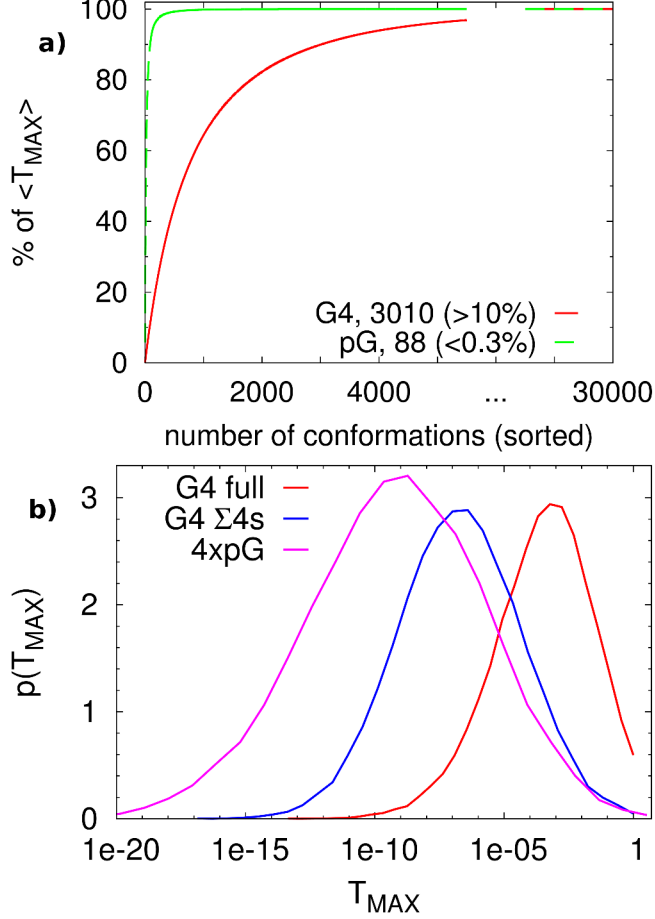 a)
% of <T_MAX>
100
80
60
40
20
0
G4, 3010 (>10%)
pG, 88 (<0.3%)
0 2000 4000 ... 30000
number of conformations (sorted)
b)
p(T_MAX)
3
2
1
0
G4 full
G4 Σ4s
4xpG
1e-20 1e-15 1e-10 1e-05 1
T_MAX